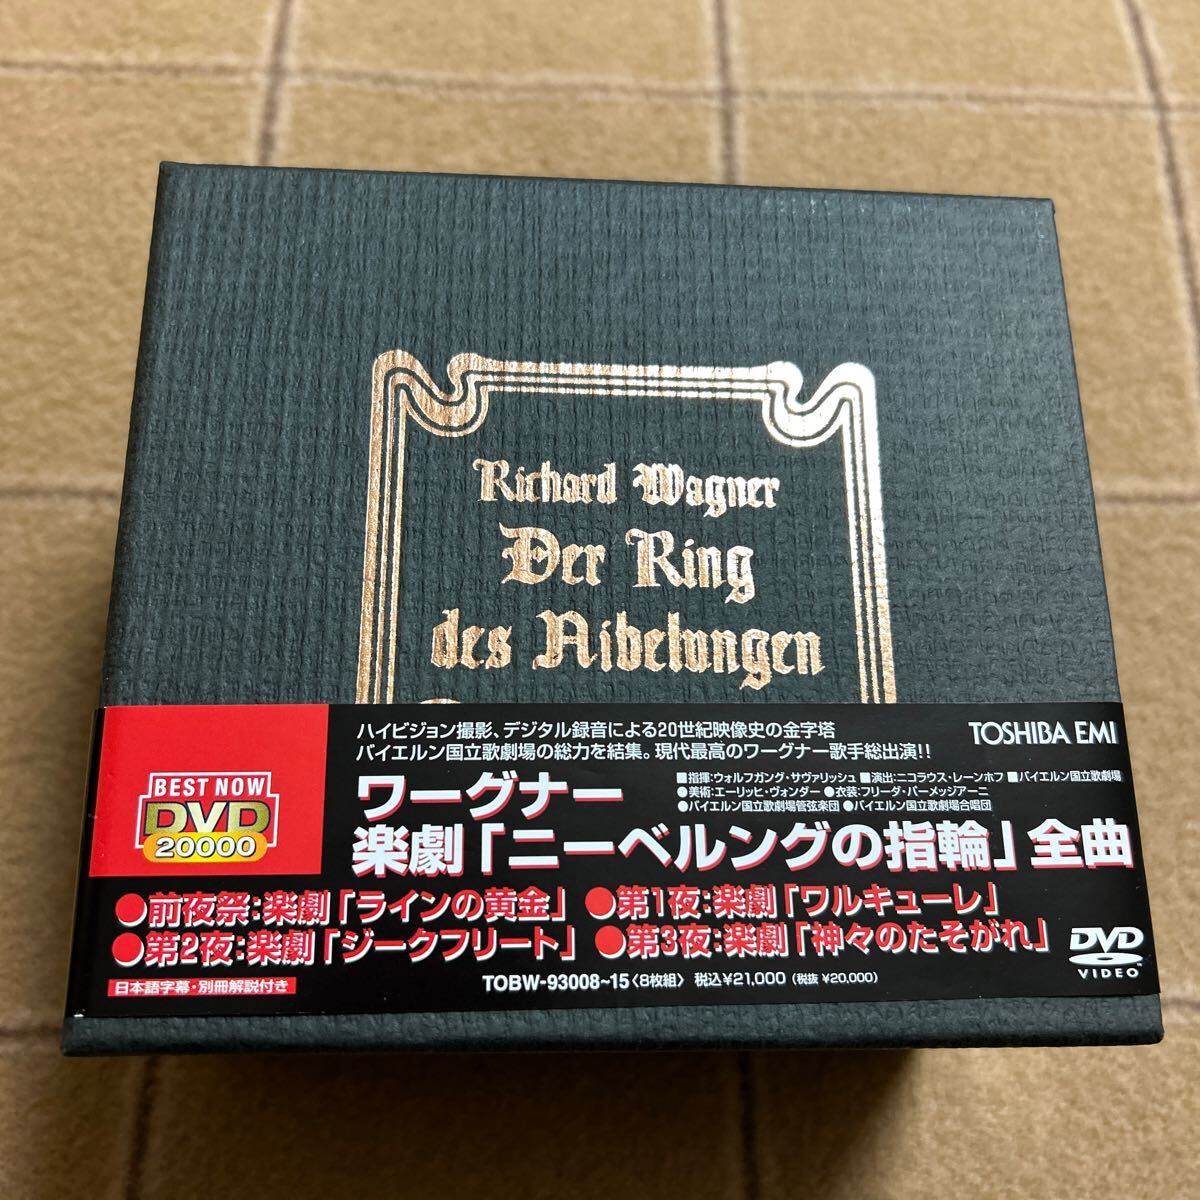 Richard Wagner
Der Ring
des Nibelungen
ハイビジョン撮影、デジタル録音による20世紀映像史の金字塔
バイエルン国立歌劇場の総力を結集。現代最高のワーグナー歌手総出演!!
TOSHIBA EMI
BEST NOW
DVD
20000
ワーグナー
■指揮:ウォルフガング・サヴァリッシュ ■演出:ニコラウス・レーンホフ ■バイエルン国立歌劇場
●美術:エーリッヒ・ヴォンダー ●衣装:フリーダ・パーメッジアーニ
●バイエルン国立歌劇場管弦楽団 ●バイエルン国立歌劇場合唱団
楽劇「ニーベルングの指輪」全曲
●前夜祭:楽劇「ラインの黄金」 ●第1夜:楽劇「ワルキューレ」
●第2夜:楽劇「ジークフリート」 ●第3夜:楽劇「神々のたそがれ」
日本語字幕・別冊解説付き
TOBW-93008~15〈8枚組〉 税込¥21,000 (税抜 ¥20,000)
DVD
VIDEO™